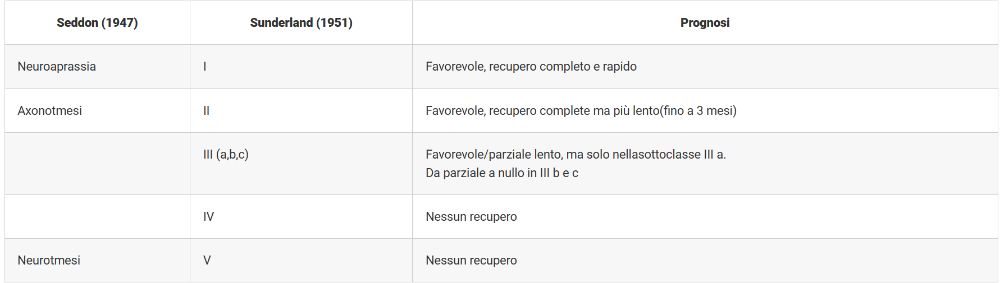 Seddon (1947) Sunderland (1951) Prognosi
Neuroaprassia I Favorevole, recupero completo e rapido
Axonotmesi II Favorevole, recupero complete ma più lento(fino a 3 mesi)
III (a,b,c) Favorevole/parziale lento, ma solo nellasottoclasse III a.
Da parziale a nullo in III b e c
IV Nessun recupero
Neurotmesi V Nessun recupero